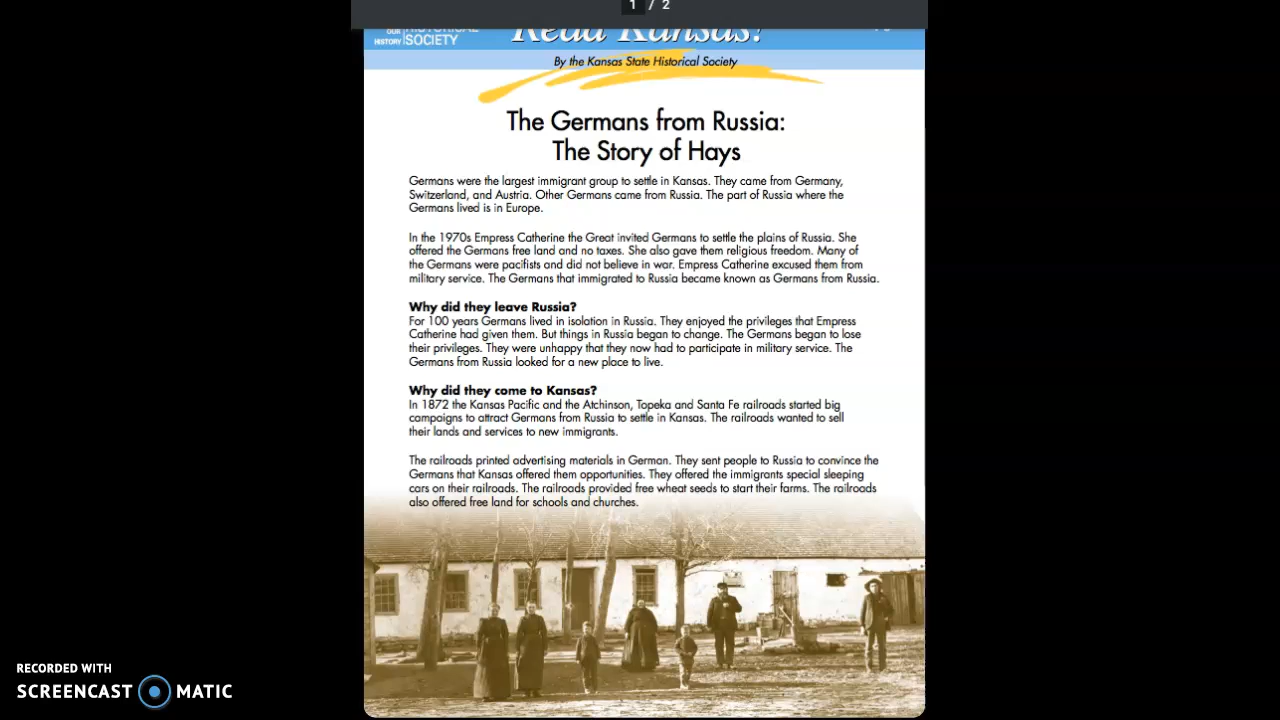 1 / 2
OUR HISTORICAL
HISTORY SOCIETY
Read Kansas!
By the Kansas State Historical Society
The Germans from Russia:
The Story of Hays
Germans were the largest immigrant group to settle in Kansas. They came from Germany,
Switzerland, and Austria. Other Germans came from Russia. The part of Russia where the
Germans lived is in Europe.
In the 1970s Empress Catherine the Great invited Germans to settle the plains of Russia. She
offered the Germans free land and no taxes. She also gave them religious freedom. Many of
the Germans were pacifists and did not believe in war. Empress Catherine excused them from
military service. The Germans that immigrated to Russia became known as Germans from Russia.
Why did they leave Russia?
For 100 years Germans lived in isolation in Russia. They enjoyed the privileges that Empress
Catherine had given them. But things in Russia began to change. The Germans began to lose
their privileges. They were unhappy that they now had to participate in military service. The
Germans from Russia looked for a new place to live.
Why did they come to Kansas?
In 1872 the Kansas Pacific and the Atchinson, Topeka and Santa Fe railroads started big
campaigns to attract Germans from Russia to settle in Kansas. The railroads wanted to sell
their lands and services to new immigrants.
The railroads printed advertising materials in German. They sent people to Russia to convince the
Germans that Kansas offered them opportunities. They offered the immigrants special sleeping
cars on their railroads. The railroads provided free wheat seeds to start their farms. The railroads
also offered free land for schools and churches.
RECORDED WITH
SCREENCAST MATIC